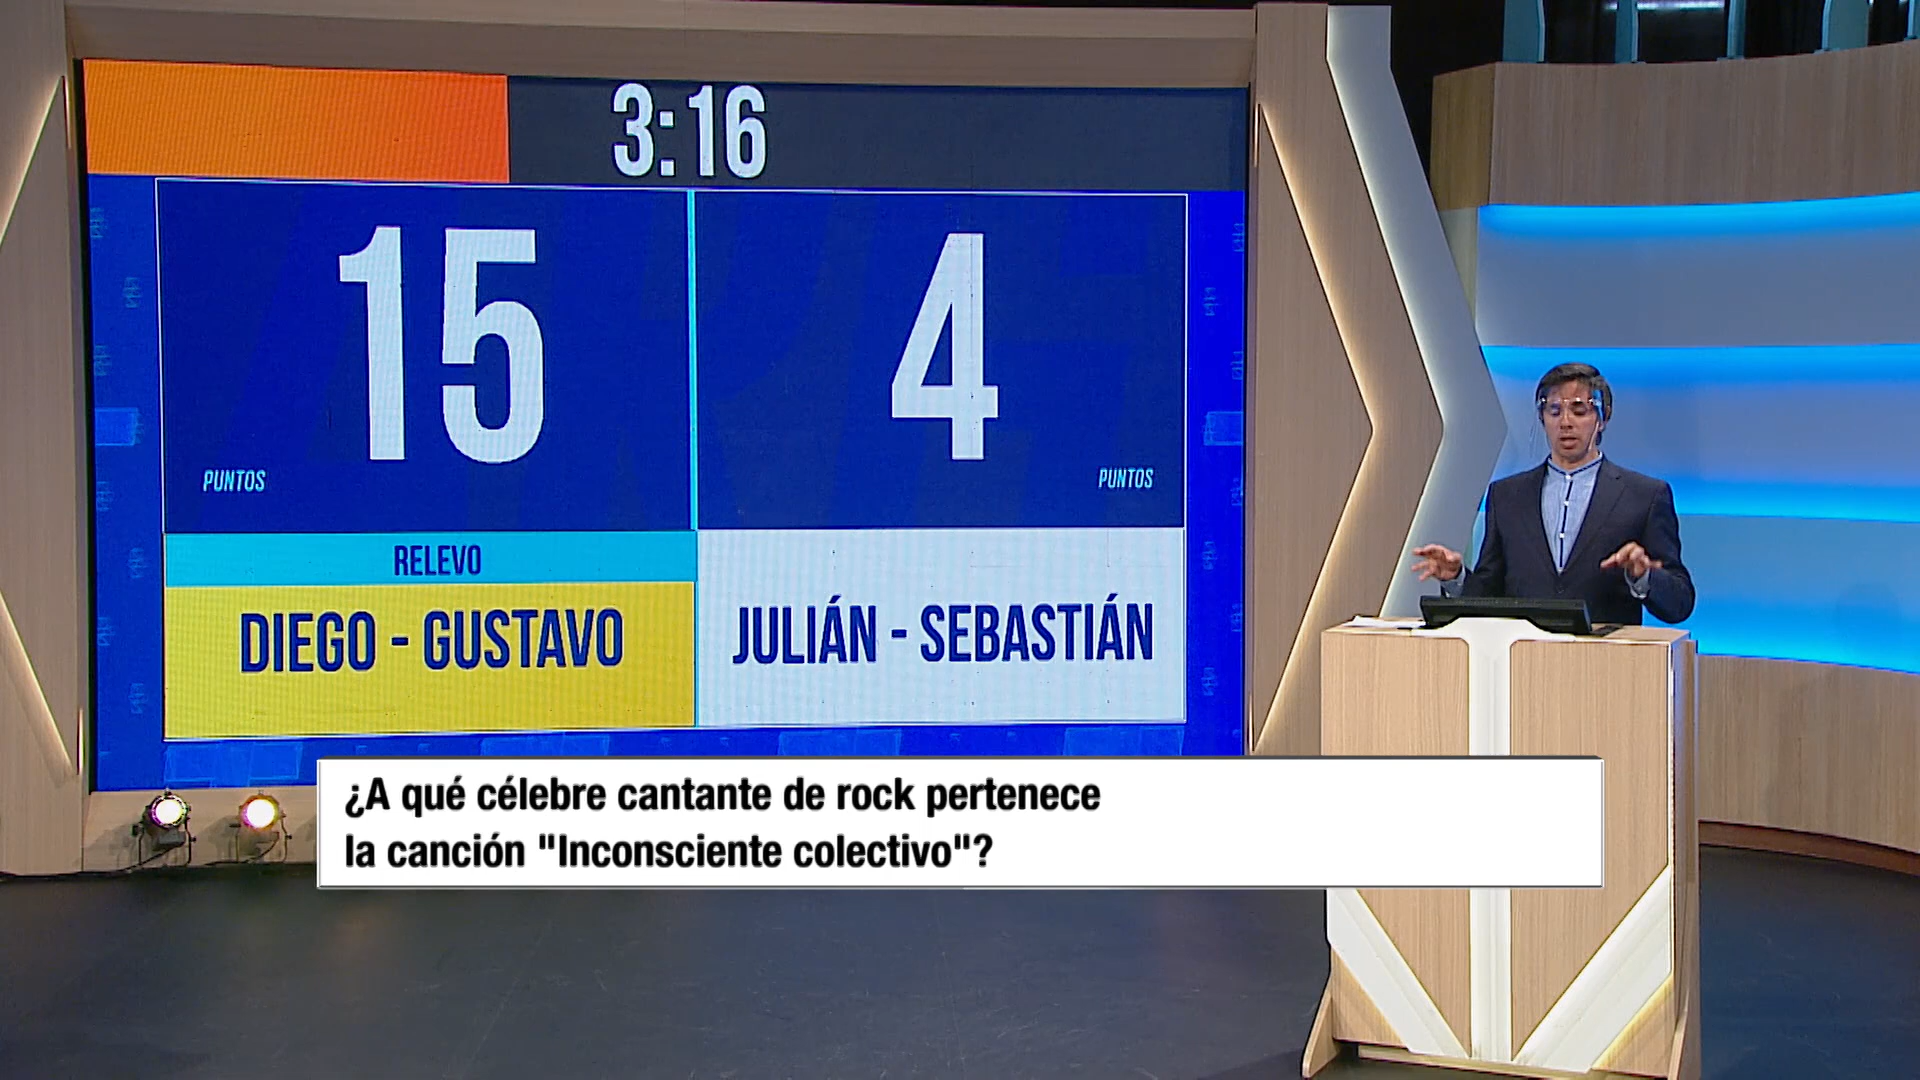 3:16
15
PUNTOS
4
PUNTOS
RELEVO
DIEGO - GUSTAVO
JULIÁN - SEBASTIÁN
¿A qué célebre cantante de rock pertenece
la canción "Inconsciente colectivo"?